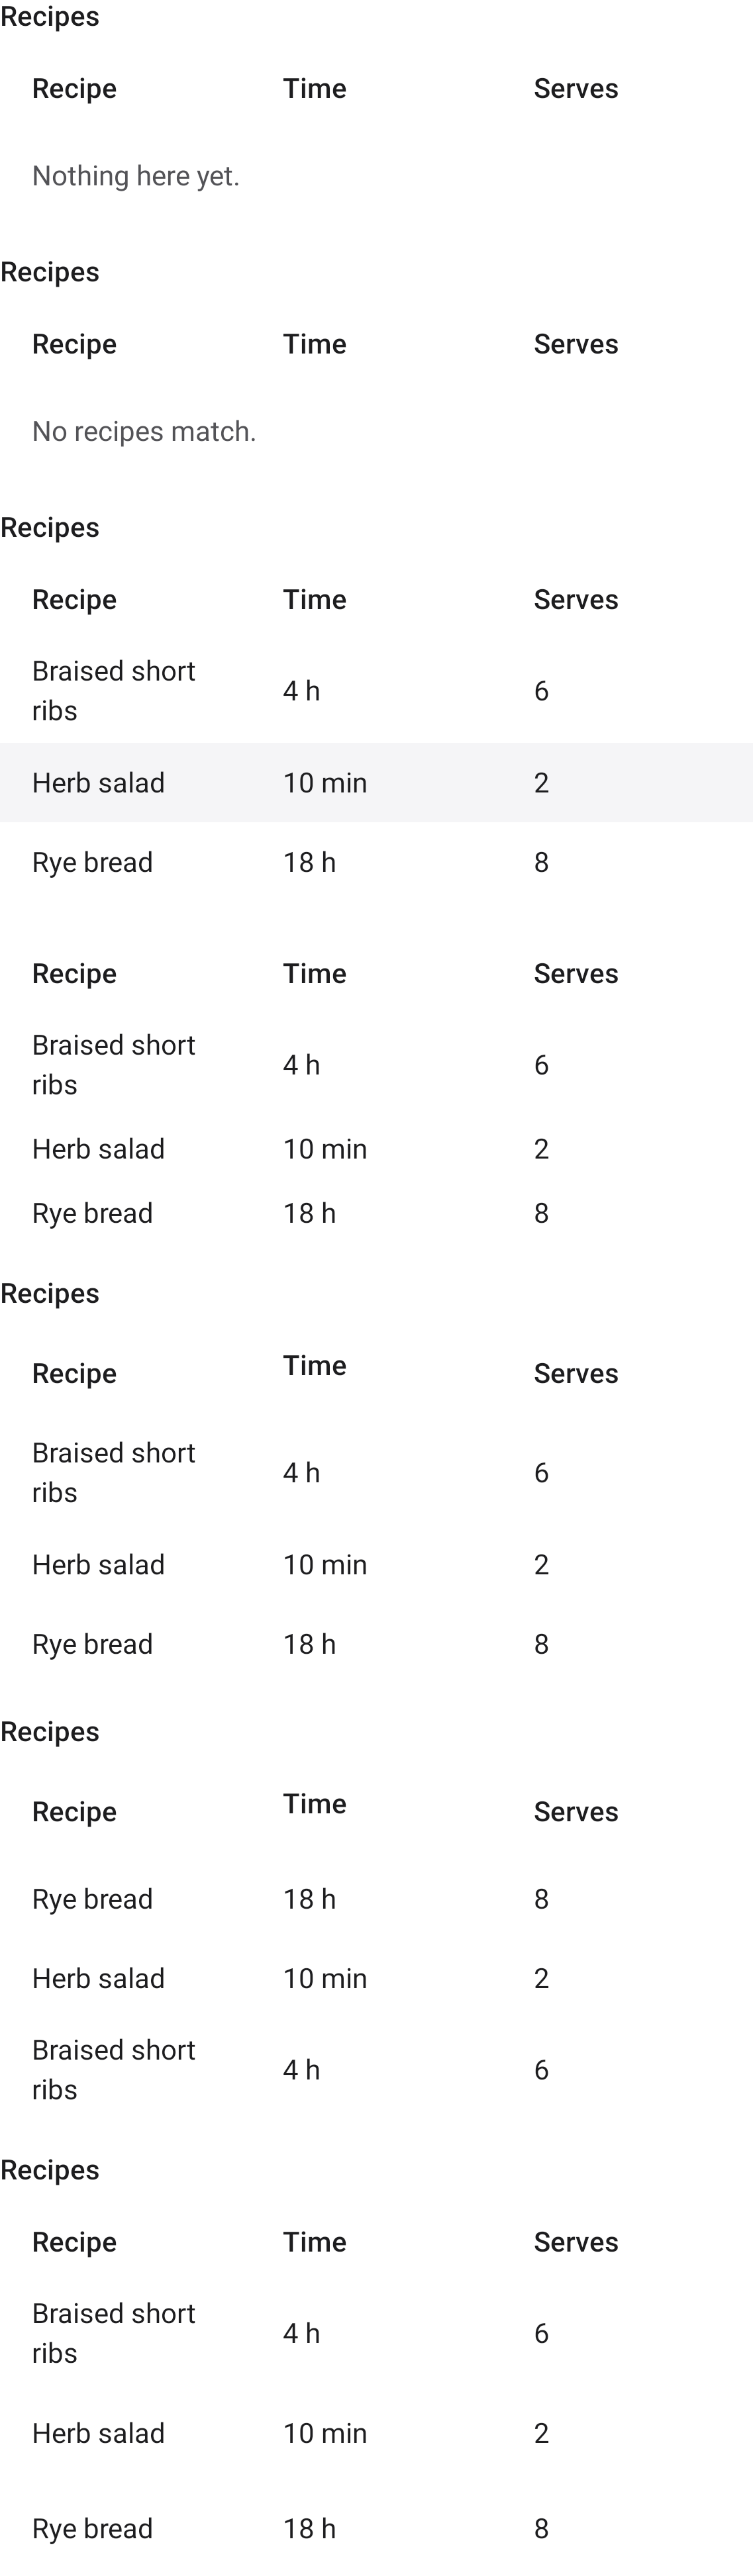 Recipes
Recipe Time Serves
Nothing here yet.
Recipes
Recipe Time Serves
No recipes match.
Recipes
Recipe Time Serves
Braised short
ribs
4 h 6
Herb salad 10 min 2
Rye bread 18 h 8
Recipe Time Serves
Braised short
ribs
4 h 6
Herb salad 10 min 2
Rye bread 18 h 8
Recipes
Recipe Time Serves
Braised short
ribs
4 h 6
Herb salad 10 min 2
Rye bread 18 h 8
Recipes
Recipe Time Serves
Rye bread 18 h 8
Herb salad 10 min 2
Braised short
ribs
4 h 6
Recipes
Recipe Time Serves
Braised short
ribs
4 h 6
Herb salad 10 min 2
Rye bread 18 h 8